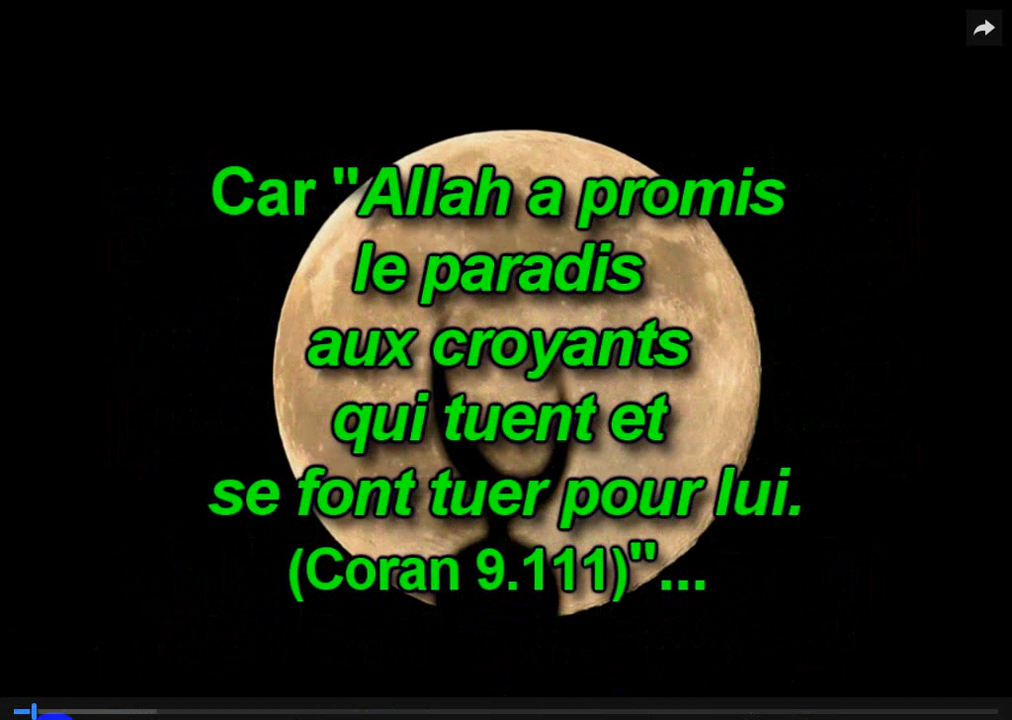 Car "Allah a promis
le paradis
aux croyants
qui tuent et
se font tuer pour lui.
(Coran 9.111)"...